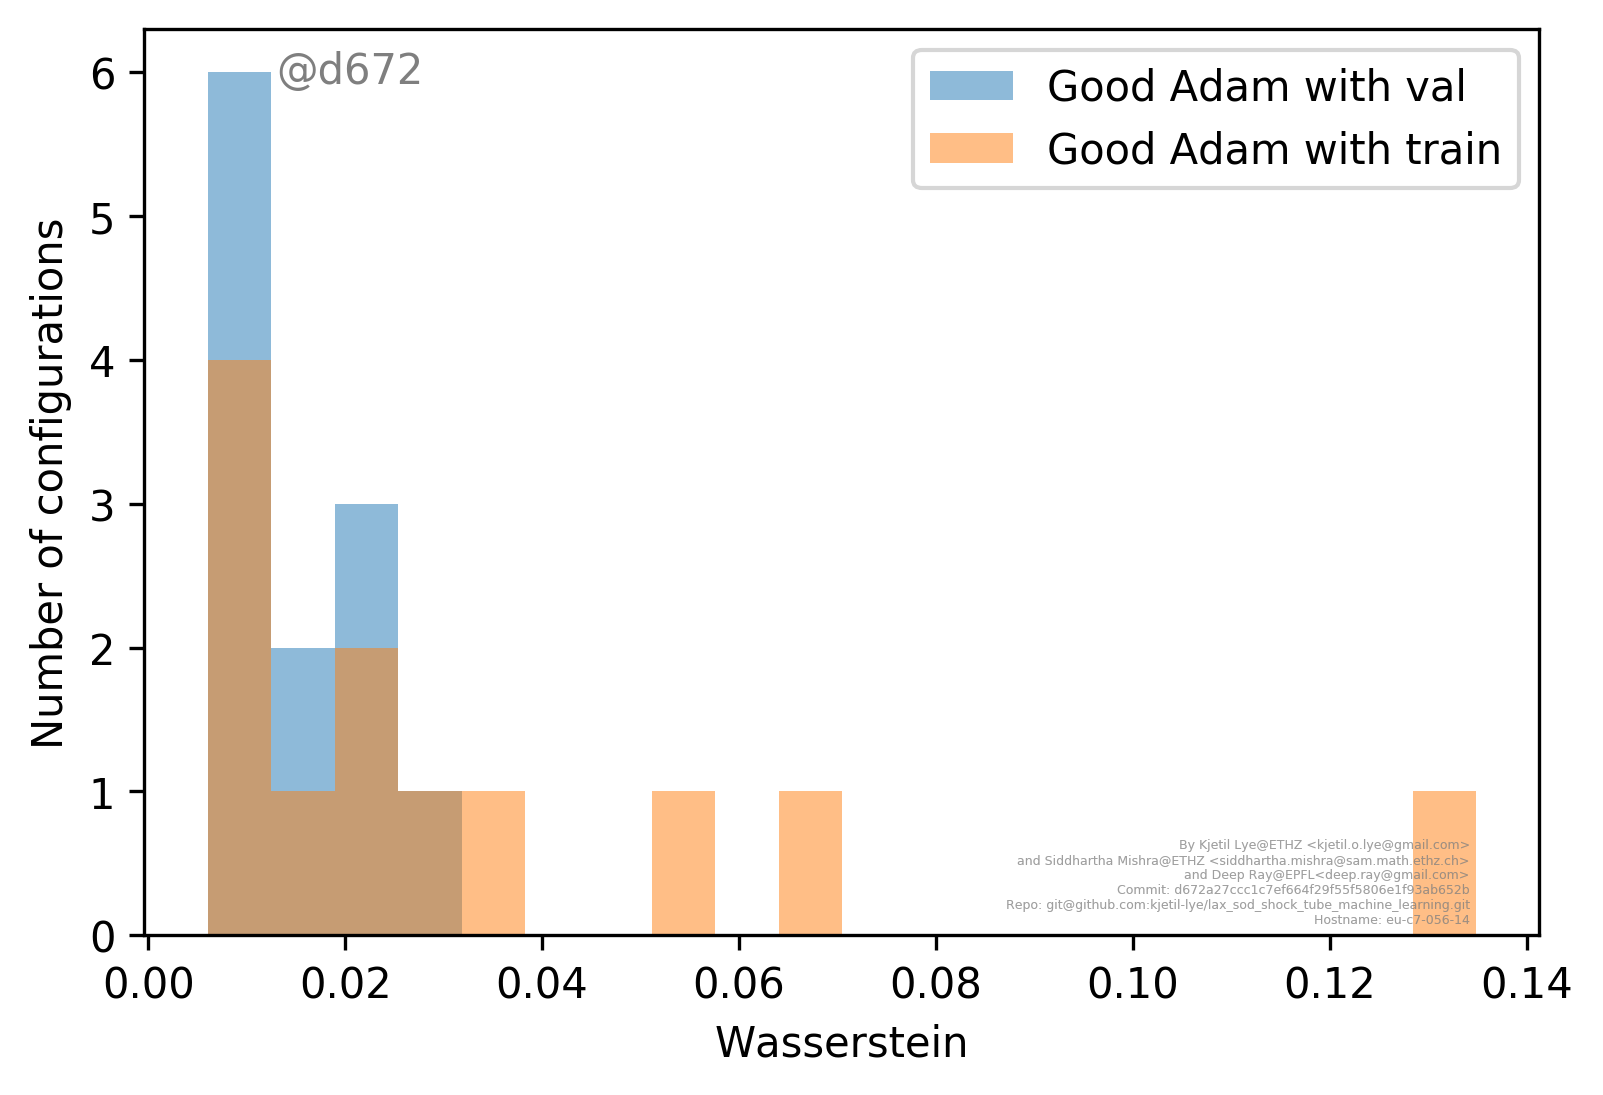 @d672
Good Adam with val
Good Adam with train
Number of configurations
6
5
4
3
2
1
0
0.00 0.02 0.04 0.06 0.08 0.10 0.12 0.14
Wasserstein
By Kjetil Lye@ETHZ <kjetil.o.lye@gmail.com>
and Siddhartha Mishra@ETHZ <siddhartha.mishra@sam.math.ethz.ch>
and Deep Ray@EPFL<deep.ray@gmail.com>
Commit: d672a27ccc1c7ef664f29f55f5806e1f93ab652b
Repo: git@github.com:kjetil-lye/lax_sod_shock_tube_machine_learning.git
Hostname: eu-c7-056-14